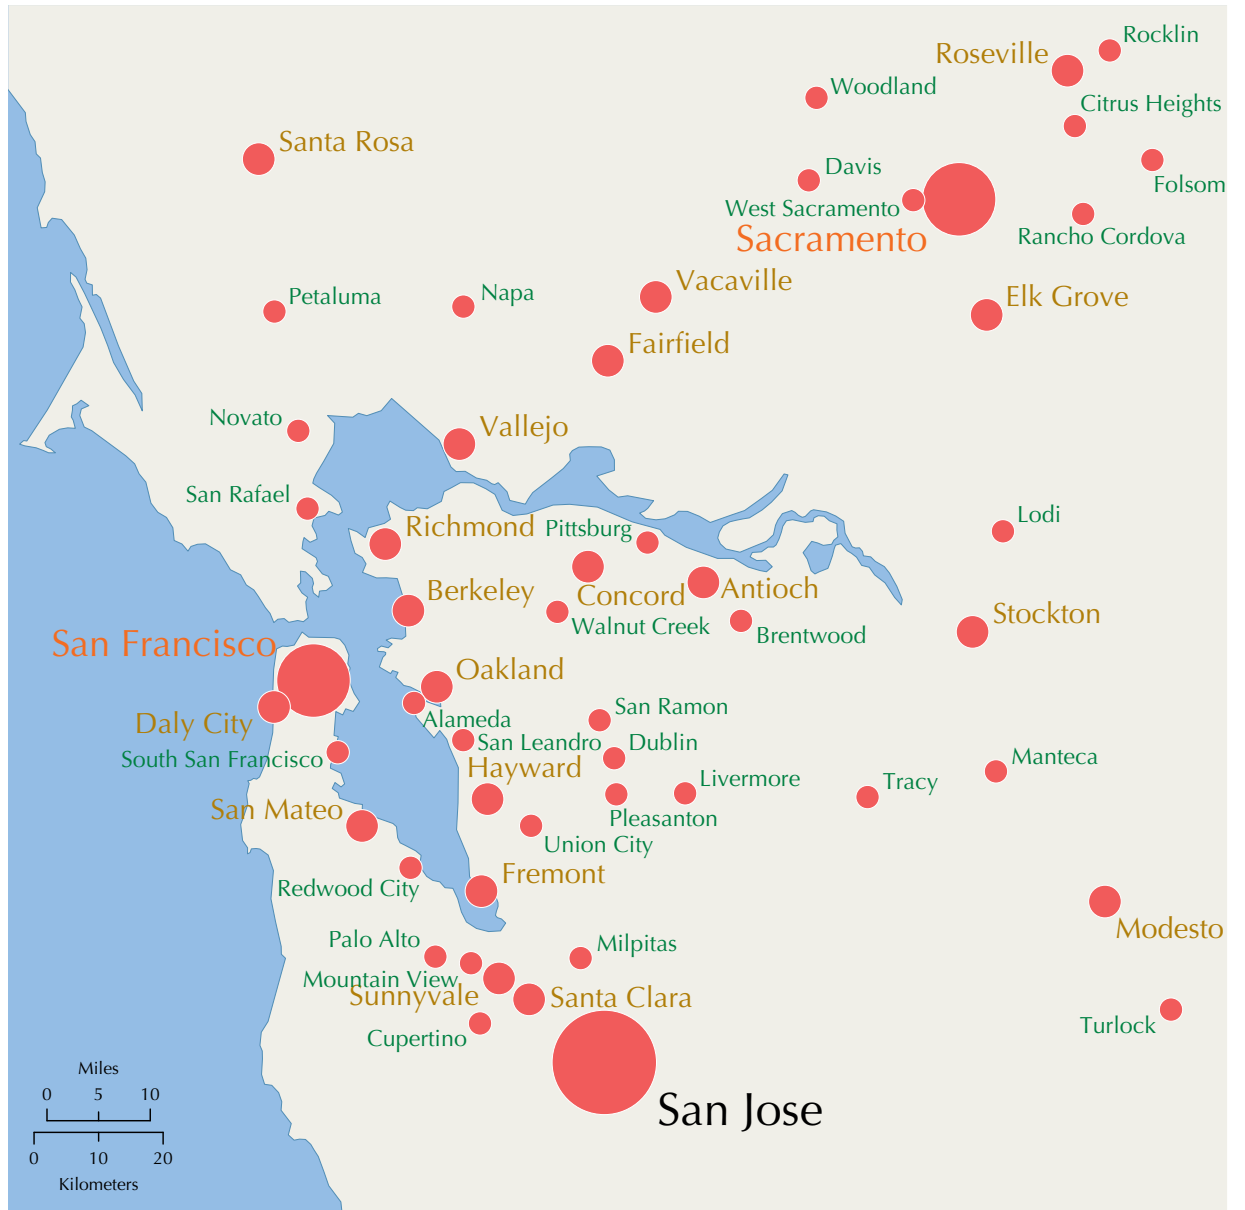 Rocklin
Roseville
Woodland
Citrus Heights
Santa Rosa
Davis
Folsom
West Sacramento
Sacramento
Rancho Cordova
Vacaville
Petaluma
Napa
Elk Grove
Fairfield
Novato
Vallejo
San Rafael
Lodi
Richmond
Pittsburg
Berkeley
Concord
Antioch
Stockton
Walnut Creek
Brentwood
San Francisco
Oakland
San Ramon
Daly City
Alameda
San Leandro
Dublin
South San Francisco
Manteca
Hayward
Livermore
Tracy
San Mateo
Pleasanton
Union City
Fremont
Redwood City
Modesto
Palo Alto
Milpitas
Mountain View
Sunnyvale
Santa Clara
Turlock
Cupertino
Miles
0 5 10
San Jose
0 10 20
Kilometers